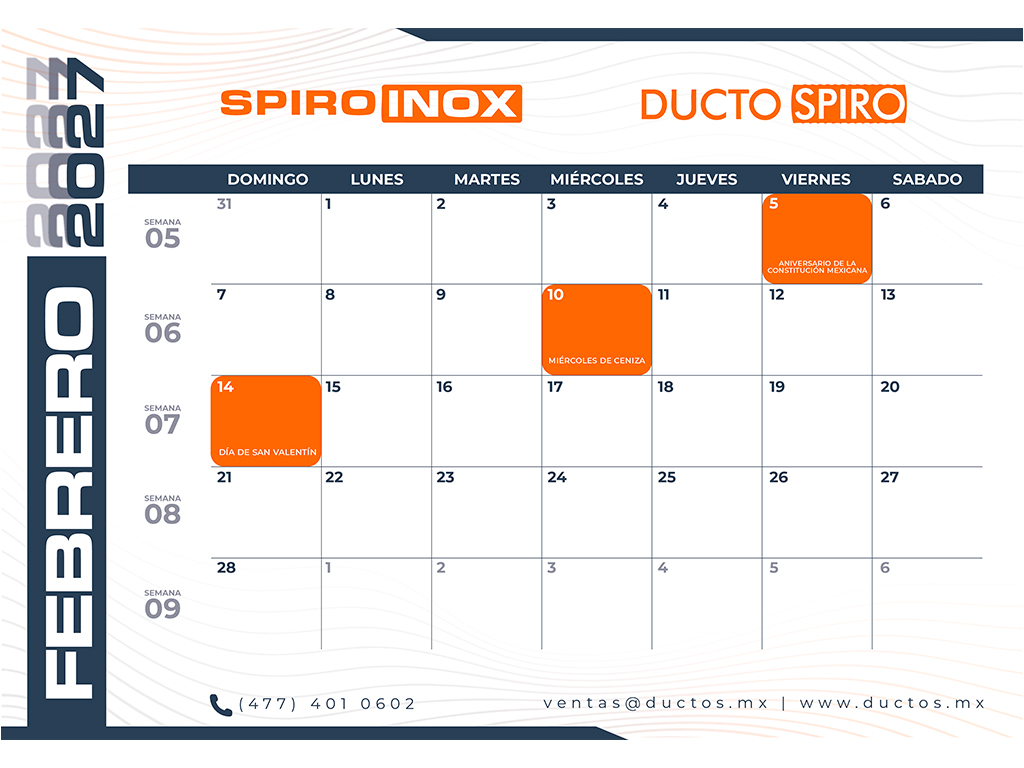 2027
FEBRERO
SPIRO INOX
DUCTO SPIRO
DOMINGO LUNES MARTES MIÉRCOLES JUEVES VIERNES SABADO
SEMANA
05
31 1 2 3 4 5 6
ANIVERSARIO DE LA
CONSTITUCIÓN MEXICANA
SEMANA
06
7 8 9 10 11 12 13
MIÉRCOLES DE CENIZA
SEMANA
07
14 15 16 17 18 19 20
DÍA DE SAN VALENTÍN
SEMANA
08
21 22 23 24 25 26 27
SEMANA
09
28 1 2 3 4 5 6
(477) 401 0602
ventas@ductos.mx | www.ductos.mx